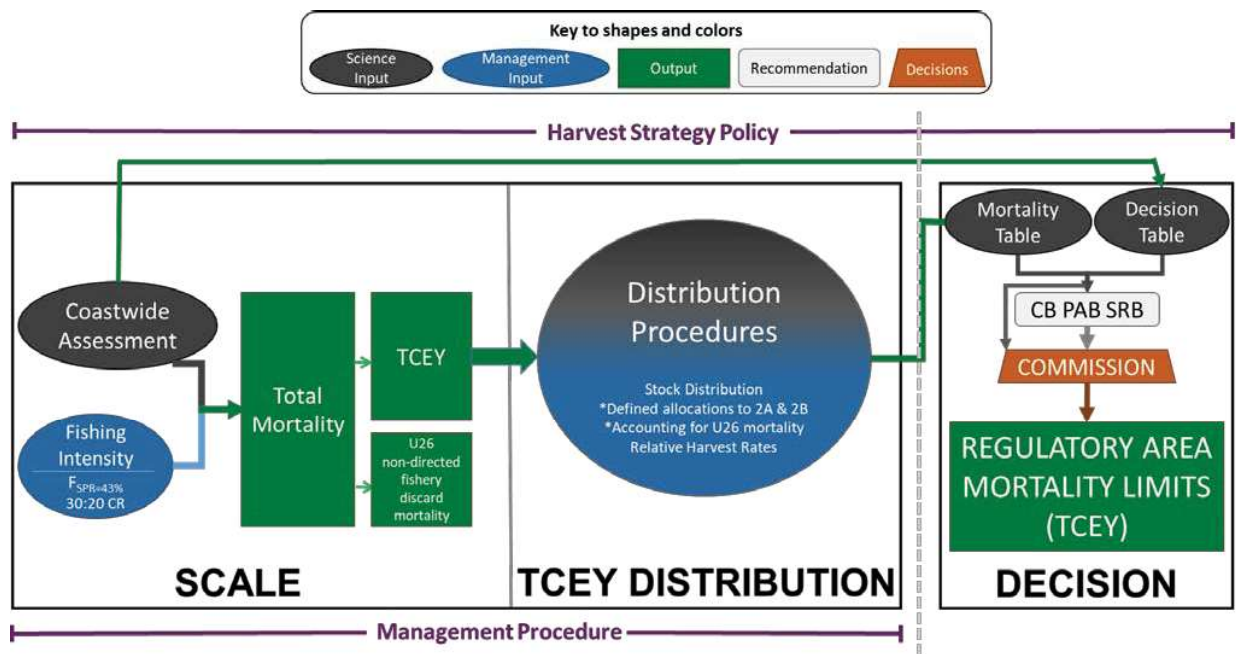 Key to shapes and colors
Science
Input
Management
Input
Output
Recommendation
Decisions
Harvest Strategy Policy
Coastwide
Assessment
Fishing
Intensity
FSPR=43%
30:20 CR
Total
Mortality
TCEY
U26
non-directed
fishery
discard
mortality
SCALE
Distribution
Procedures
Stock Distribution
*Defined allocations to 2A & 2B
*Accounting for U26 mortality
Relative Harvest Rates
TCEY DISTRIBUTION
Mortality
Table
Decision
Table
CB PAB SRB
COMMISSION
REGULATORY AREA
MORTALITY LIMITS
(TCEY)
DECISION
Management Procedure